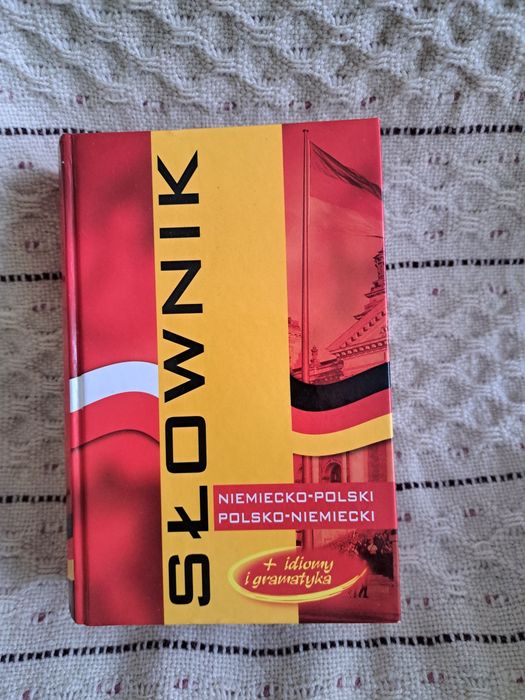 SŁOWNIK
NIEMIECKO-POLSKI
POLSKO-NIEMIECKI
+ idiomy
i gramatyka